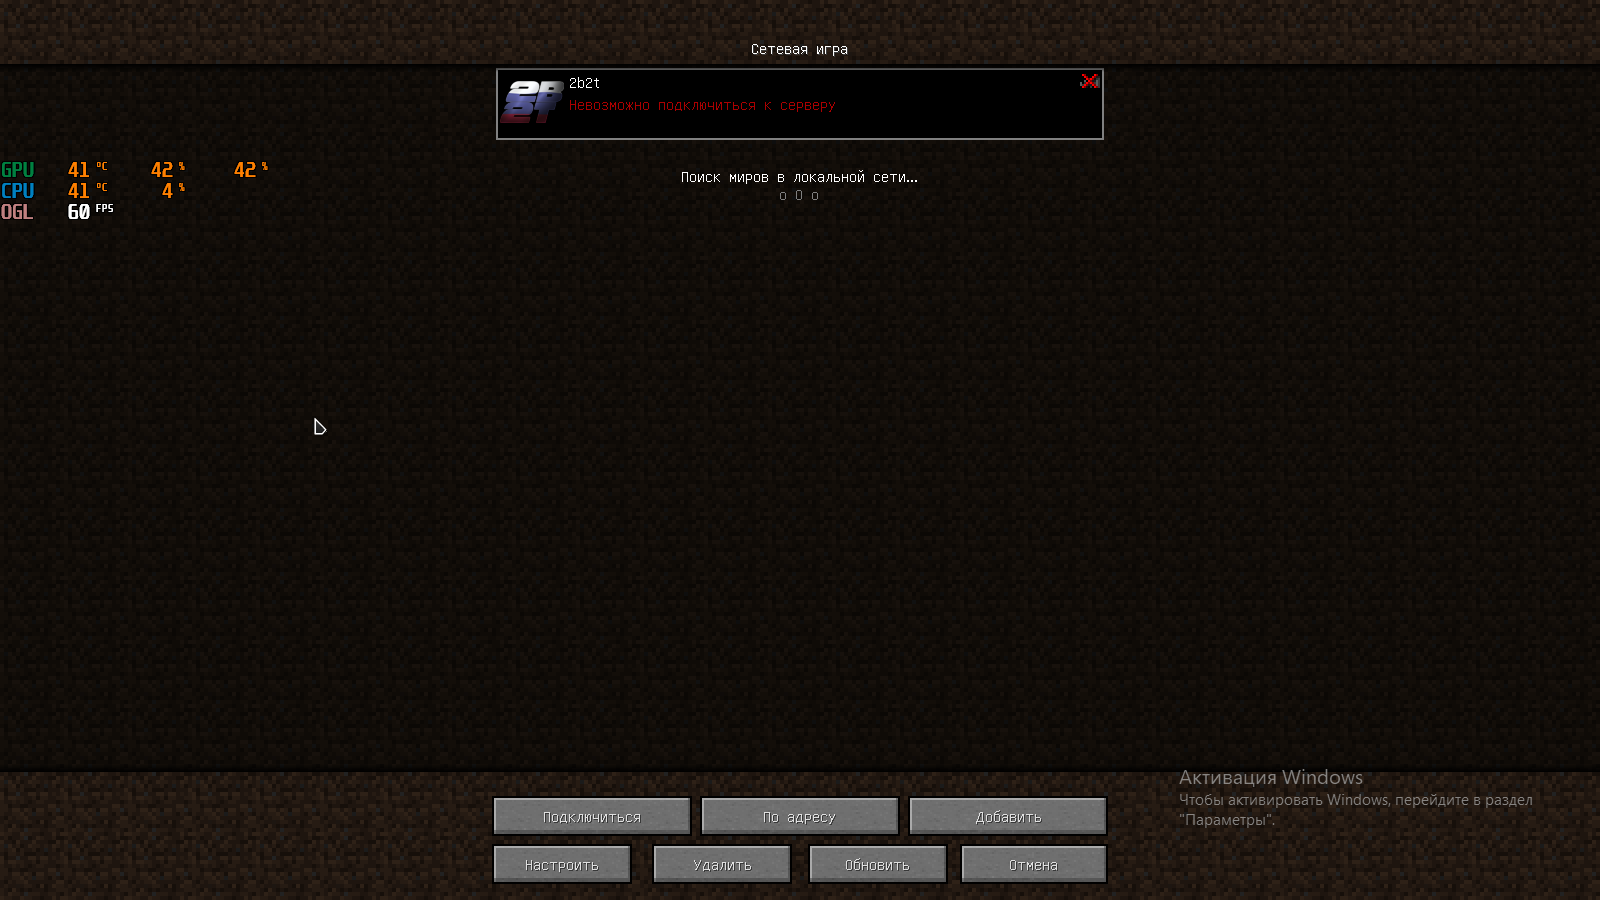 Сетевая игра
2b2t
Невозможно подключиться к серверу
GPU 41 °C 42 % 42 %
CPU 41 °C 4 %
OGL 60 FPS
Поиск миров в локальной сети...
o O o
Подключиться По адресу Добавить
Настроить Удалить Обновить Отмена
Активация Windows
Чтобы активировать Windows, перейдите в раздел
"Параметры".